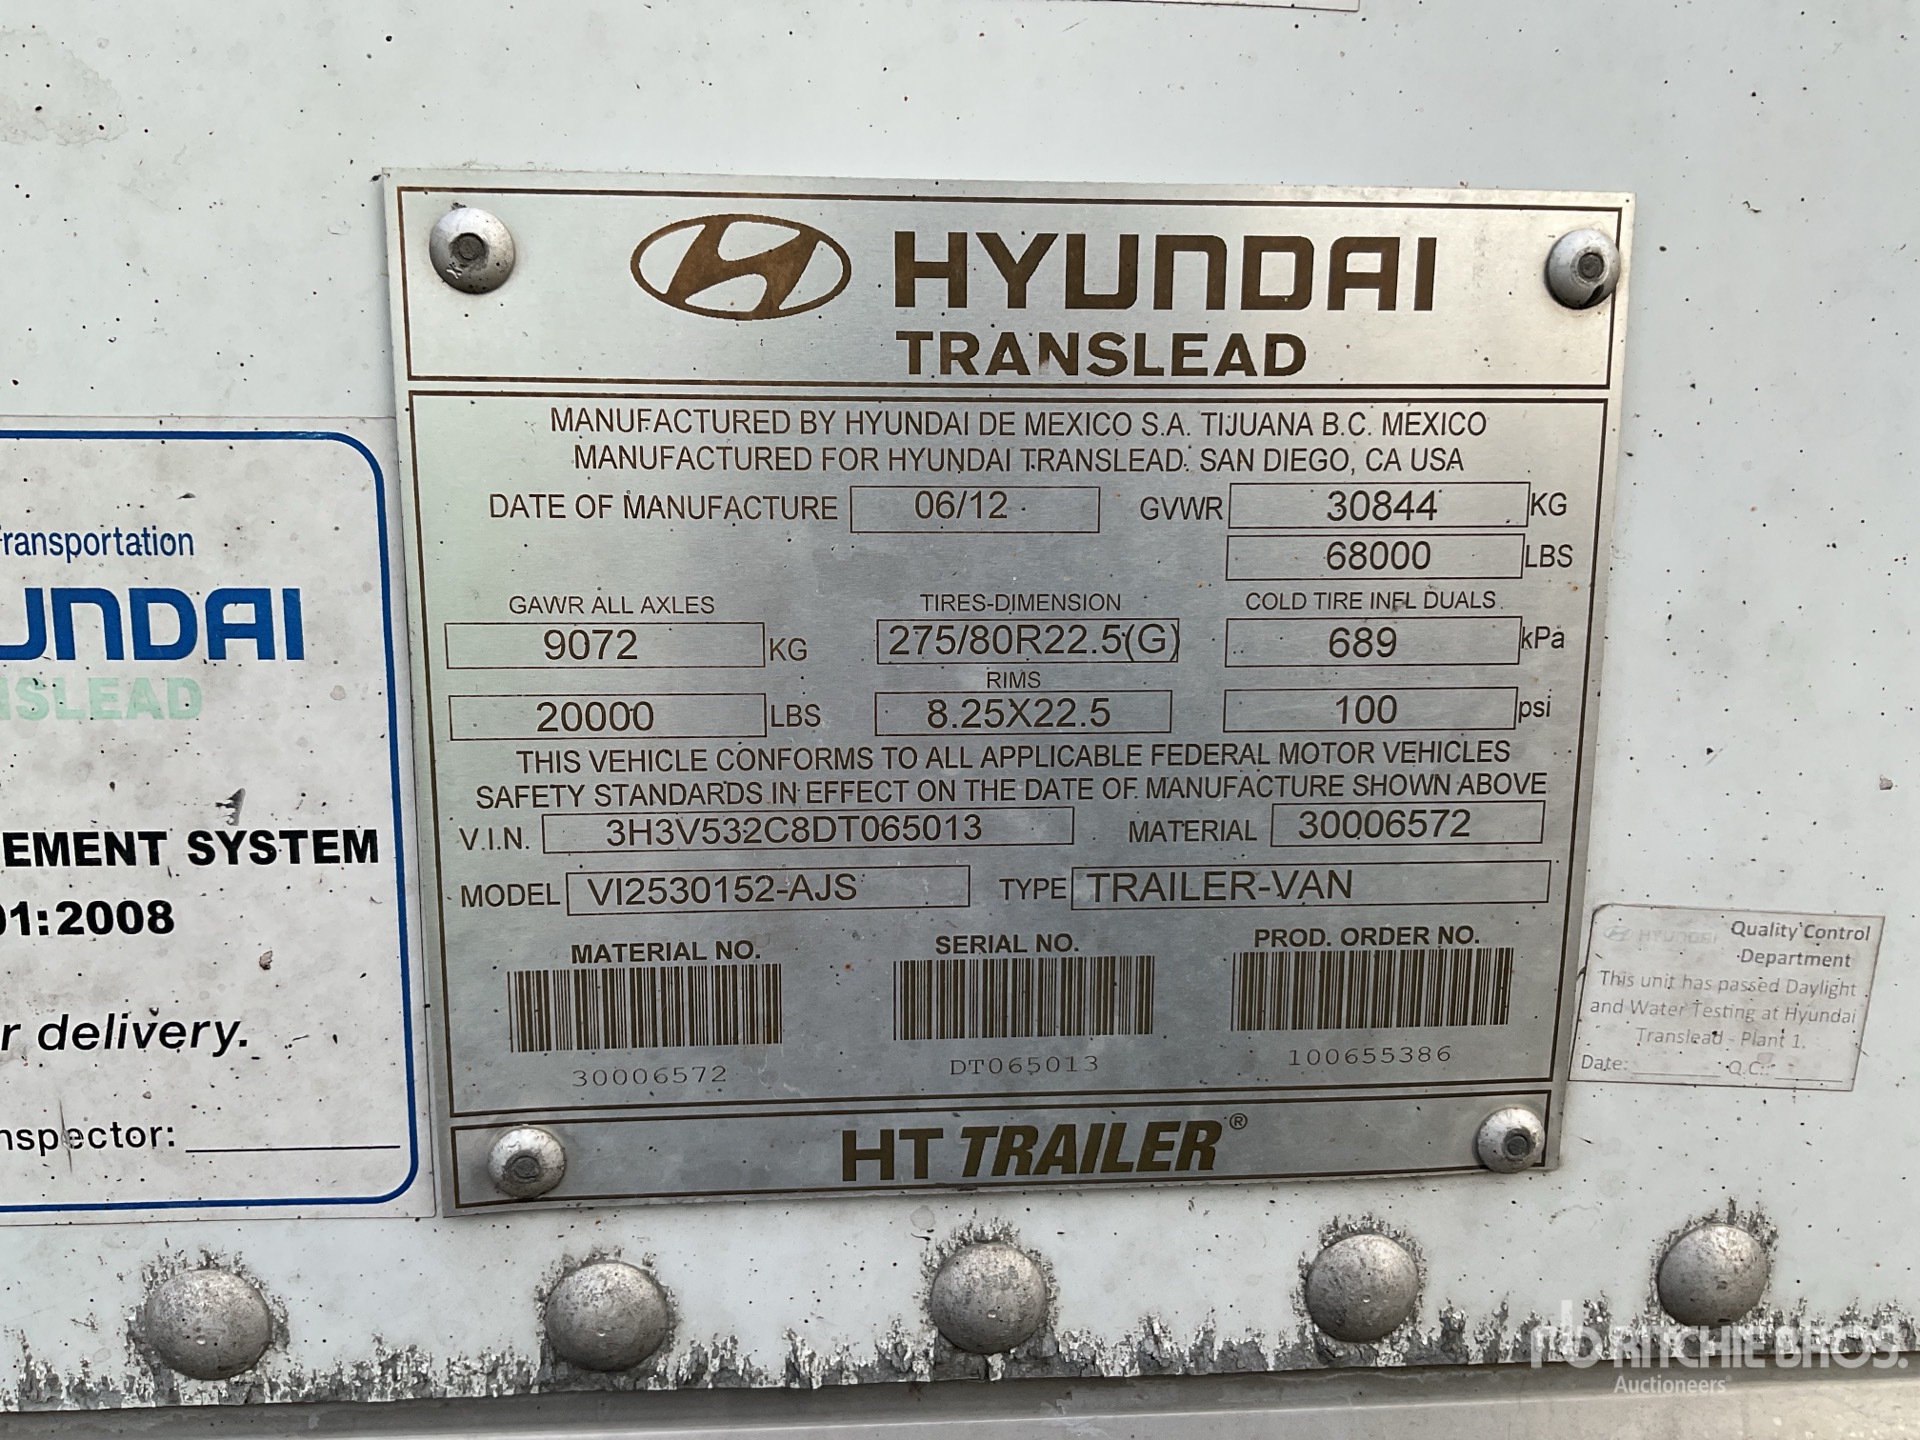 HYUNDAI
TRANSLEAD
MANUFACTURED BY HYUNDAI DE MEXICO S.A. TIJUANA B.C. MEXICO
MANUFACTURED FOR HYUNDAI TRANSLEAD. SAN DIEGO, CA USA
DATE OF MANUFACTURE 06/12 GVWR 30844 KG
68000 LBS
GAWR ALL AXLES TIRES-DIMENSION COLD TIRE INFL DUALS
9072 KG 275/80R22.5(G) 689 kPa
RIMS
20000 LBS 8.25X22.5 100 psi
THIS VEHICLE CONFORMS TO ALL APPLICABLE FEDERAL MOTOR VEHICLES
SAFETY STANDARDS IN EFFECT ON THE DATE OF MANUFACTURE SHOWN ABOVE
V.I.N. 3H3V532C8DT065013 MATERIAL 30006572
MODEL VI2530152-AJS TYPE TRAILER-VAN
MATERIAL NO. SERIAL NO. PROD. ORDER NO.
30006572 DT065013 100655386
HT TRAILER®
ransportation
UNDAI
NSLEAD
EMENT SYSTEM
01:2008
r delivery.
nspector:
HYUNDAI Quality Control
Department
This unit has passed Daylight
and Water Testing at Hyundai
Translead - Plant 1.
Date: Q.C.:
RITCHIE BROS.
Auctioneers